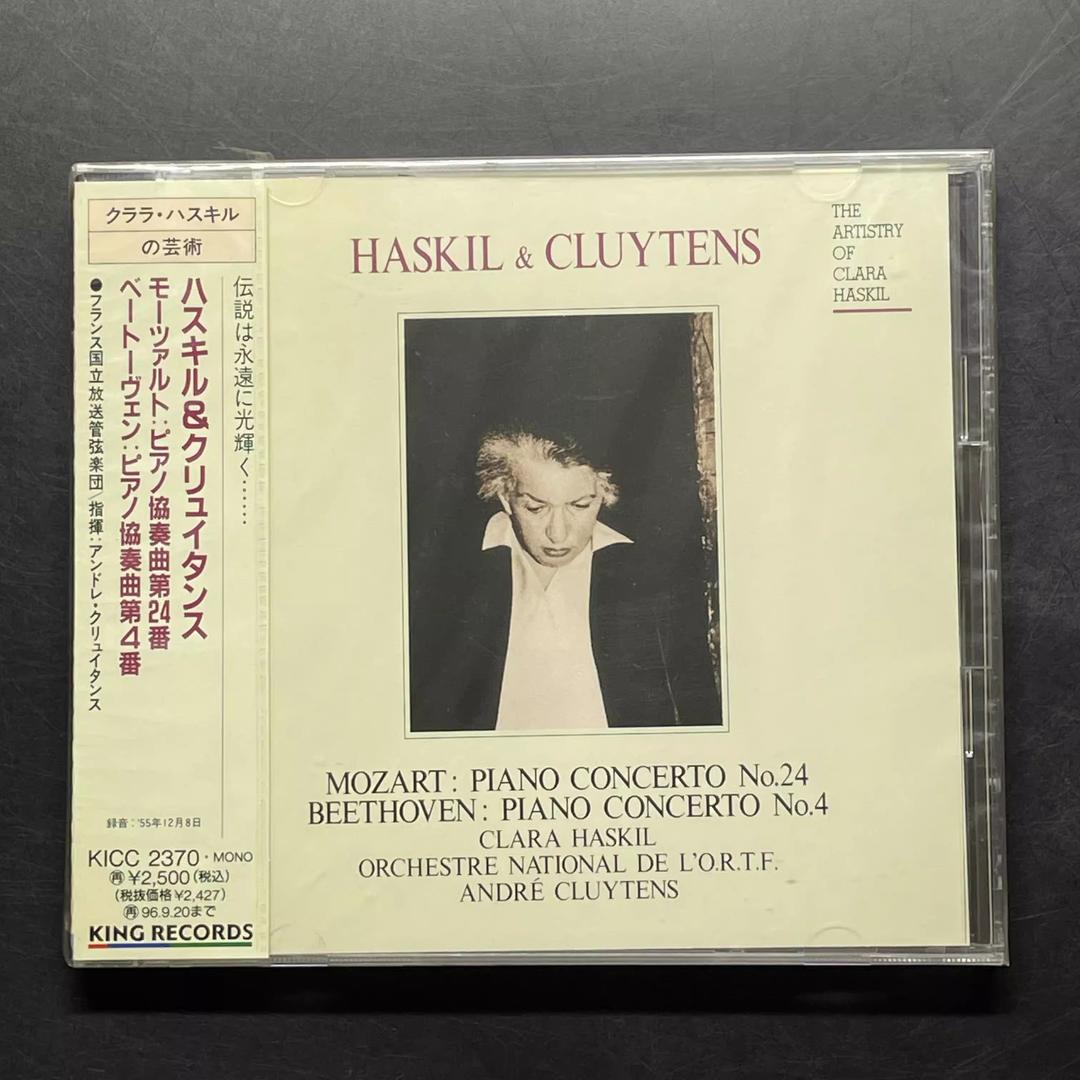 クララ・ハスキル
の芸術
伝説は永遠に光輝く……
ハスキル&クリュイタンス
モーツァルト:ピアノ協奏曲第24番
ベートーヴェン:ピアノ協奏曲第4番
●フランス国立放送管弦楽団/指揮:アンドレ・クリュイタンス
録音:'55年12月8日
KICC 2370・MONO
㊢¥2,500(税込)
(税抜価格¥2,427)
㊢96.9.20まで
KING RECORDS
HASKIL & CLUYTENS
THE
ARTISTRY
OF
CLARA
HASKIL
MOZART: PIANO CONCERTO No.24
BEETHOVEN: PIANO CONCERTO No.4
CLARA HASKIL
ORCHESTRE NATIONAL DE L'O.R.T.F.
ANDRÉ CLUYTENS